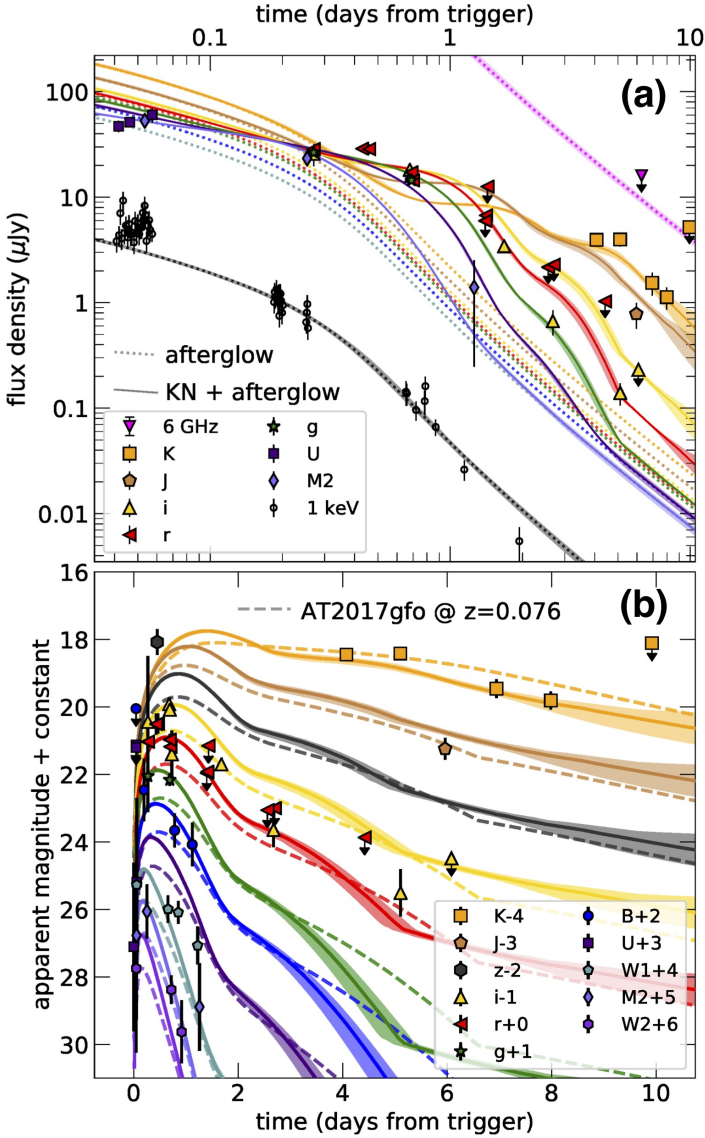 time (days from trigger)
0.1 1 10
(a)
100
10
1
0.1
0.01
flux density (μJy)
afterglow
KN + afterglow
6 GHz g
K U
J M2
i 1 keV
r
16
18
20
22
24
26
28
30
apparent magnitude + constant
AT2017gfo @ z=0.076
(b)
K-4 B+2
J-3 U+3
z-2 W1+4
i-1 M2+5
r+0 W2+6
g+1
0 2 4 6 8 10
time (days from trigger)